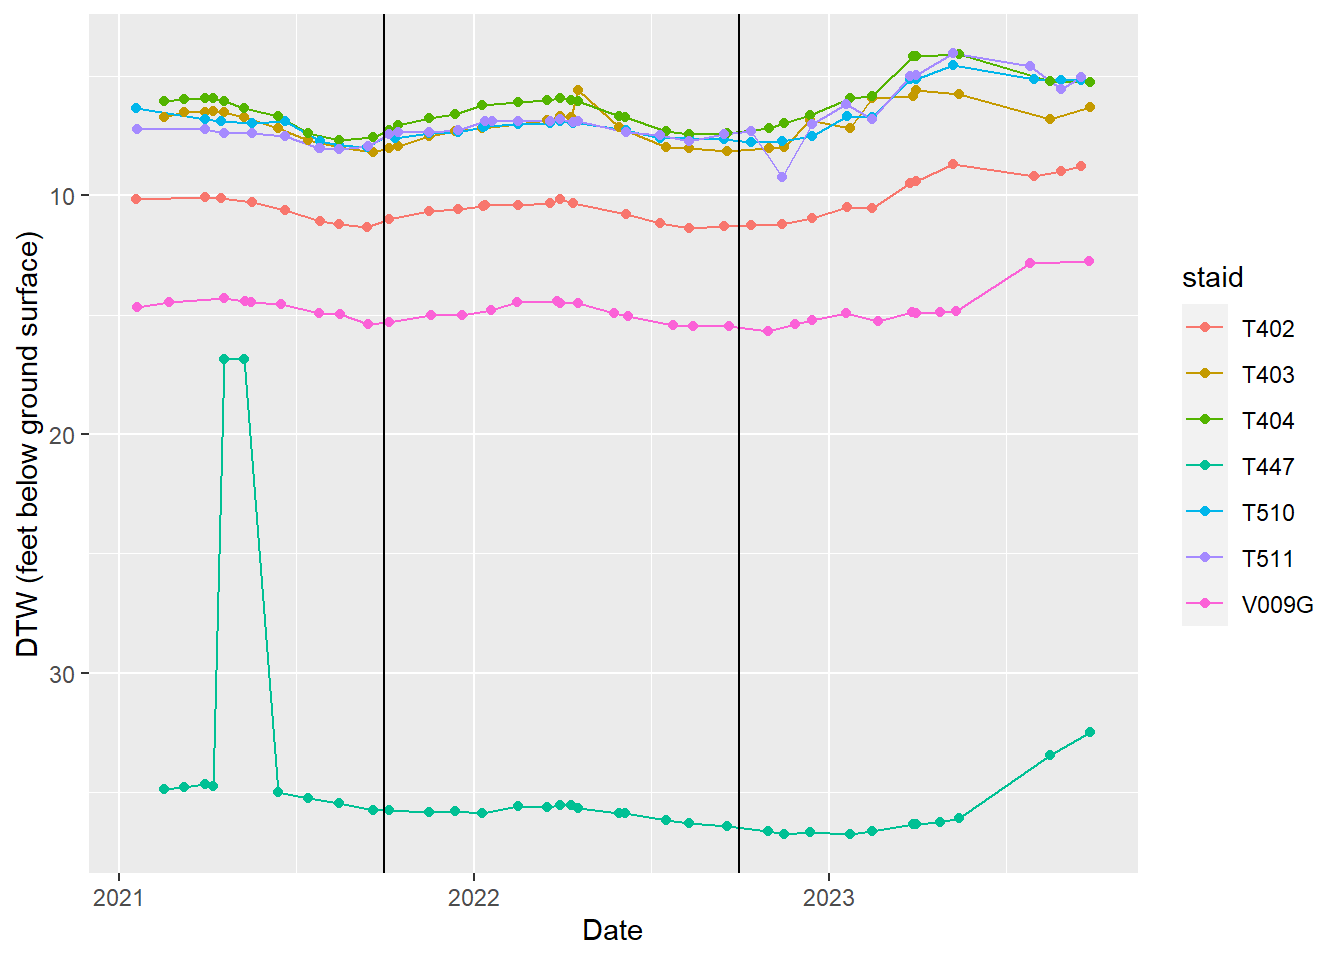 DTW (feet below ground surface)
10
20
30
2021
2022
2023
Date
staid
T402
T403
T404
T447
T510
T511
V009G